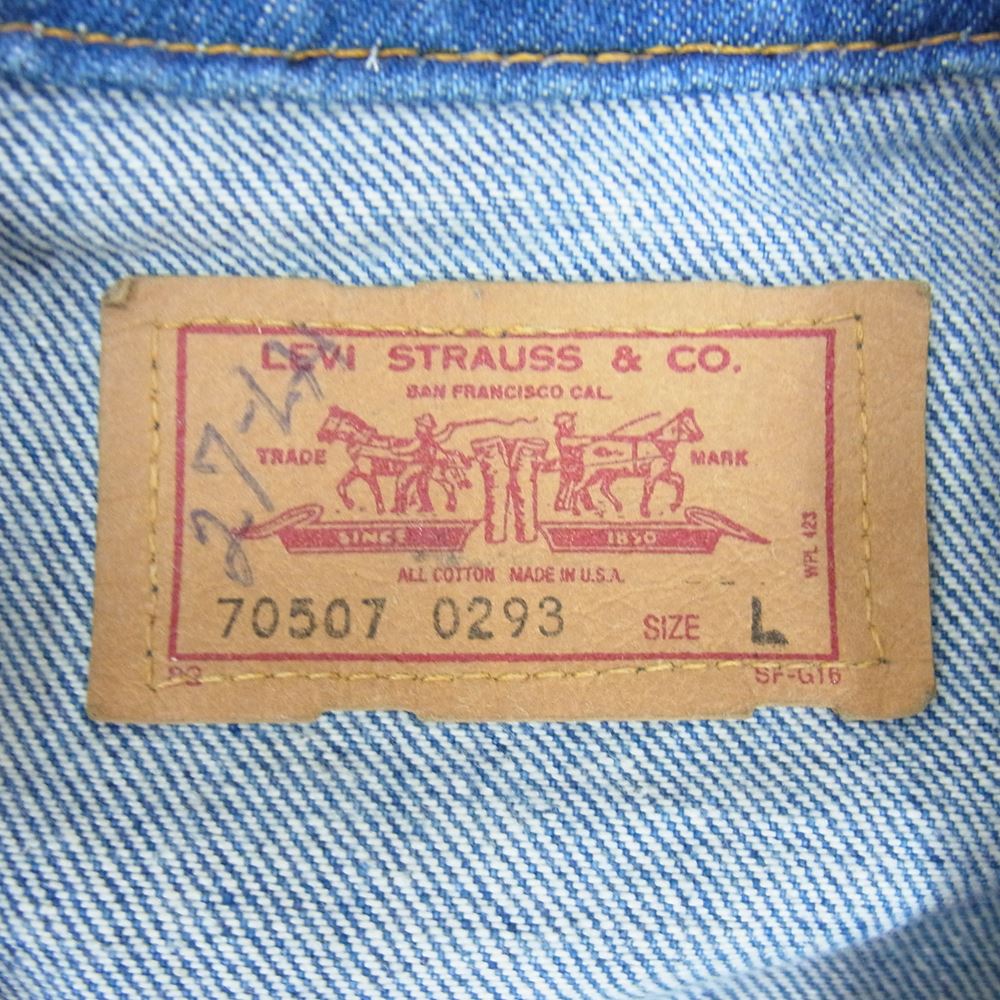 LEVI STRAUSS & CO.
SAN FRANCISCO CAL.
TRADE MARK
SINCE 1850
WPL 423
ALL COTTON MADE IN U.S.A.
70507 0293 SIZE L
SF-G16